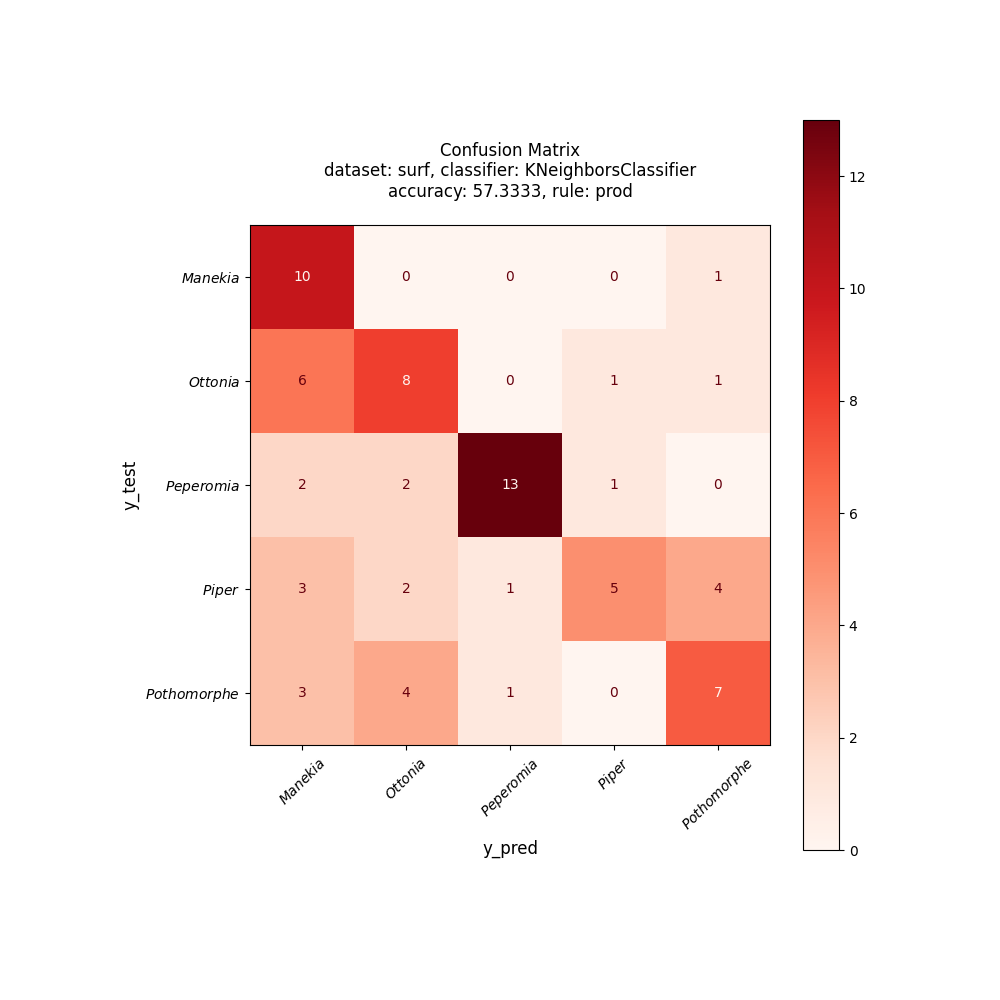 Confusion Matrix
dataset: surf, classifier: KNeighborsClassifier
accuracy: 57.3333, rule: prod
y_test
Manekia 10 0 0 0 1
Ottonia 6 8 0 1 1
Peperomia 2 2 13 1 0
Piper 3 2 1 5 4
Pothomorphe 3 4 1 0 7
Manekia Ottonia Peperomia Piper Pothomorphe
y_pred
12
10
8
6
4
2
0